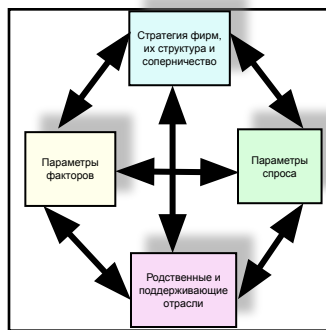 Стратегия фирм,
их структура и
соперничество
Параметры
факторов
Параметры
спроса
Родственные и
поддерживающие
отрасли